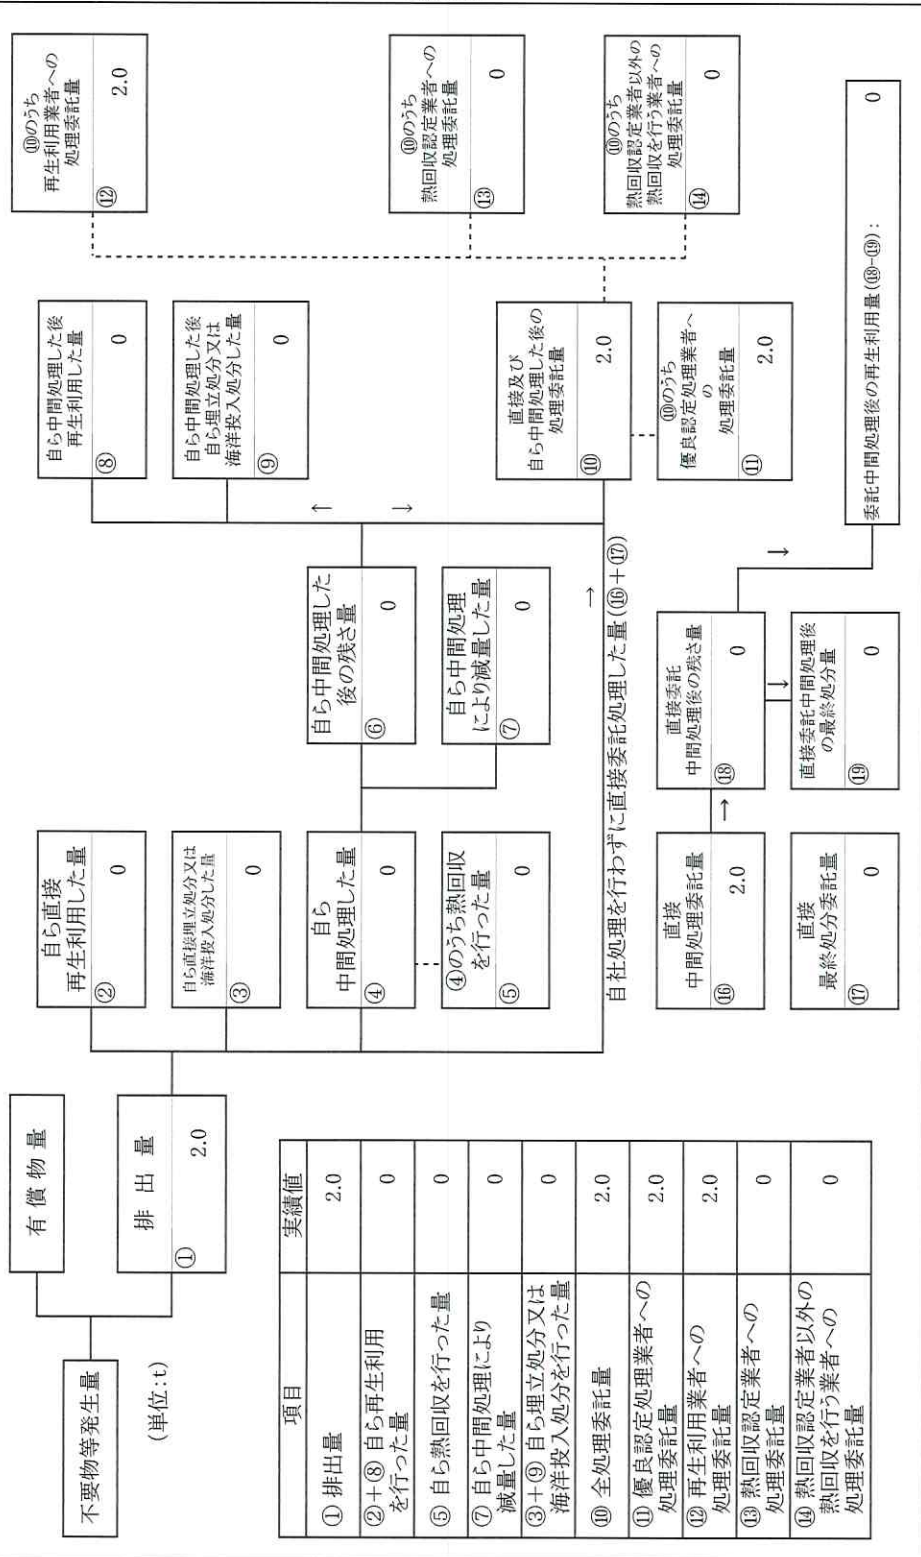 不要物等発生量
(単位:t)
有償物量
排出量
① 2.0
自ら直接
再生利用した量
② 0
自ら直接埋立処分又は
海洋投入処分した量
③ 0
自ら
中間処理した量
④ 0
④のうち熱回収
を行った量
⑤ 0
自ら中間処理した
後の残さ量
⑥ 0
自ら中間処理
により減量した量
⑦ 0
自ら中間処理した後
再生利用した量
⑧ 0
自ら中間処理した後
自ら埋立処分又は
海洋投入処分した量
⑨ 0
直接及び
自ら中間処理した後の
処理委託量
⑩ 2.0
⑩のうち
優良認定処理業者へ
の
処理委託量
⑪ 2.0
⑩のうち
再生利用業者への
処理委託量
⑫ 2.0
⑩のうち
熱回収認定業者への
処理委託量
⑬ 0
⑩のうち
熱回収認定業者以外の
熱回収を行う業者への
処理委託量
⑭ 0
自社処理を行わずに直接委託処理した量(⑯+⑰)
直接
中間処理委託量
⑯ 2.0
直接
最終処分委託量
⑰ 0
直接委託
中間処理後の残さ量
⑱ 0
直接委託中間処理後
の最終処分量
⑲ 0
委託中間処理後の再生利用量(⑱-⑲): 0
項目 実績値
① 排出量 2.0
②+⑧ 自ら再生利用
を行った量 0
⑤ 自ら熱回収を行った量 0
⑦ 自ら中間処理により
減量した量 0
③+⑨ 自ら埋立処分又は
海洋投入処分を行った量 0
⑩ 全処理委託量 2.0
⑪ 優良認定処理業者への
処理委託量 2.0
⑫ 再生利用業者への
処理委託量 2.0
⑬ 熱回収認定業者への
処理委託量 0
⑭ 熱回収認定業者以外の
熱回収を行う業者への
処理委託量 0